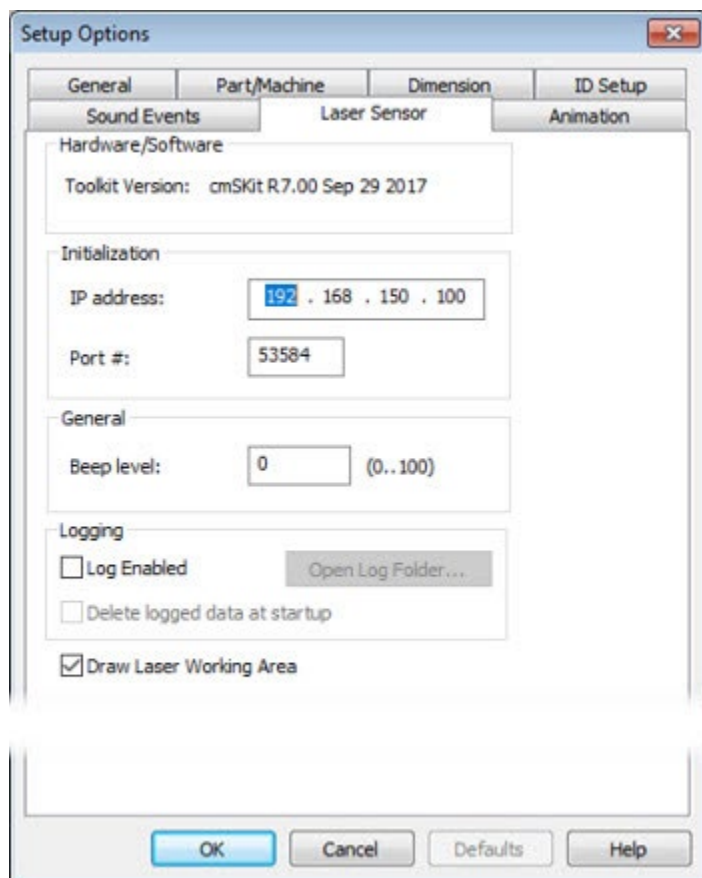 Setup Options
General Part/Machine Dimension ID Setup
Sound Events Laser Sensor Animation
Hardware/Software
Toolkit Version: cmSKit R7.00 Sep 29 2017
Initialization
IP address: 192 . 168 . 150 . 100
Port #: 53584
General
Beep level: 0 (0..100)
Logging
Log Enabled Open Log Folder...
Delete logged data at startup
Draw Laser Working Area
OK Cancel Defaults Help